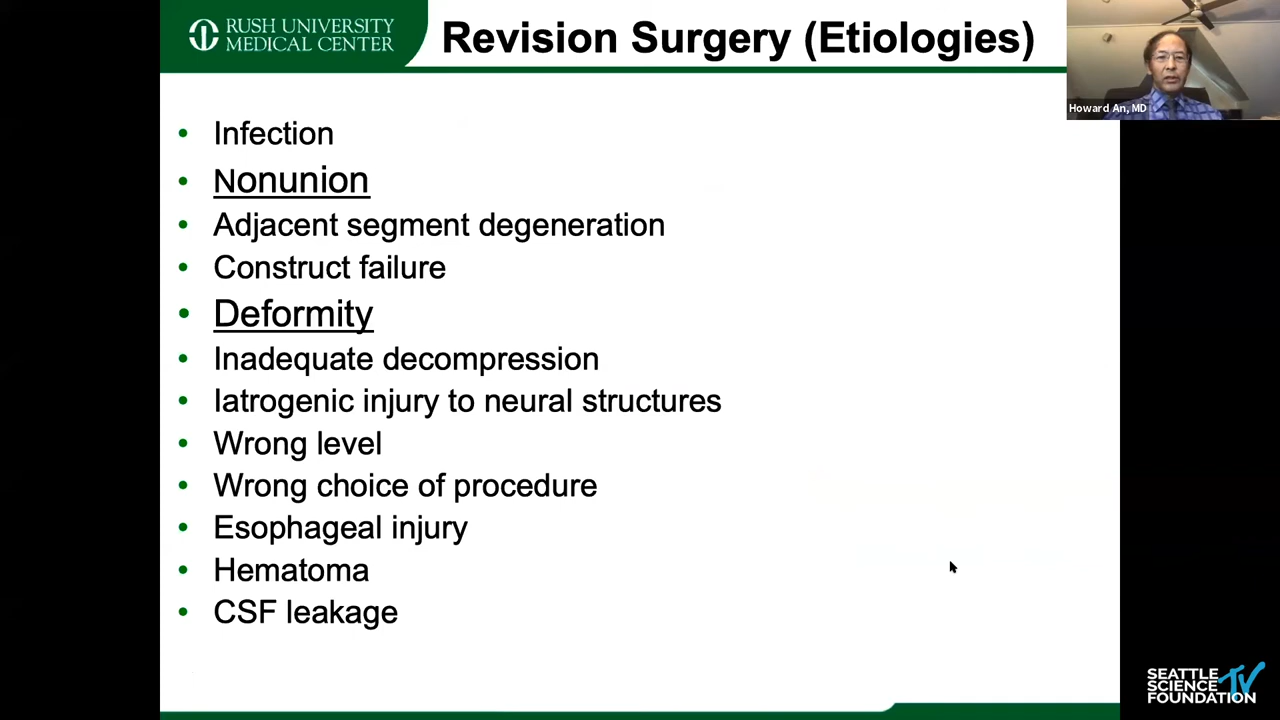 RUSH UNIVERSITY
MEDICAL CENTER
Revision Surgery (Etiologies)
Howard An, MD
• Infection
• Nonunion
• Adjacent segment degeneration
• Construct failure
• Deformity
• Inadequate decompression
• Iatrogenic injury to neural structures
• Wrong level
• Wrong choice of procedure
• Esophageal injury
• Hematoma
• CSF leakage
SEATTLE
SCIENCE
FOUNDATION
TV